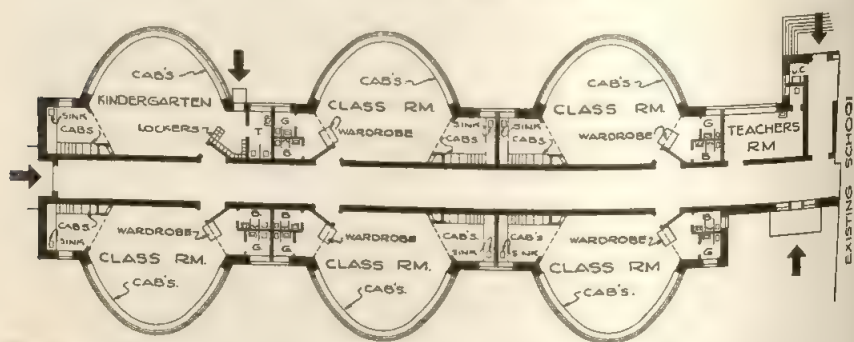 CAB'S
KINDERGARTEN
SINK
CABS
LOCKERS
T
G
B
CAB'S
CLASS RM.
WARDROBE
SINK
CABS
SINK
CABS
CAB'S
CLASS RM
WARDROBE
G
B
TEACHERS
RM
EXISTING SCHOOL
CABS
SINK
WARDROBE
CLASS RM.
CAB'S.
B
G
B
G
WARDROBE
CLASS RM.
CAB'S.
CAB'S
SINK
CAB'S
SINK
WARDROBE
CLASS RM
CAB'S.
B
G